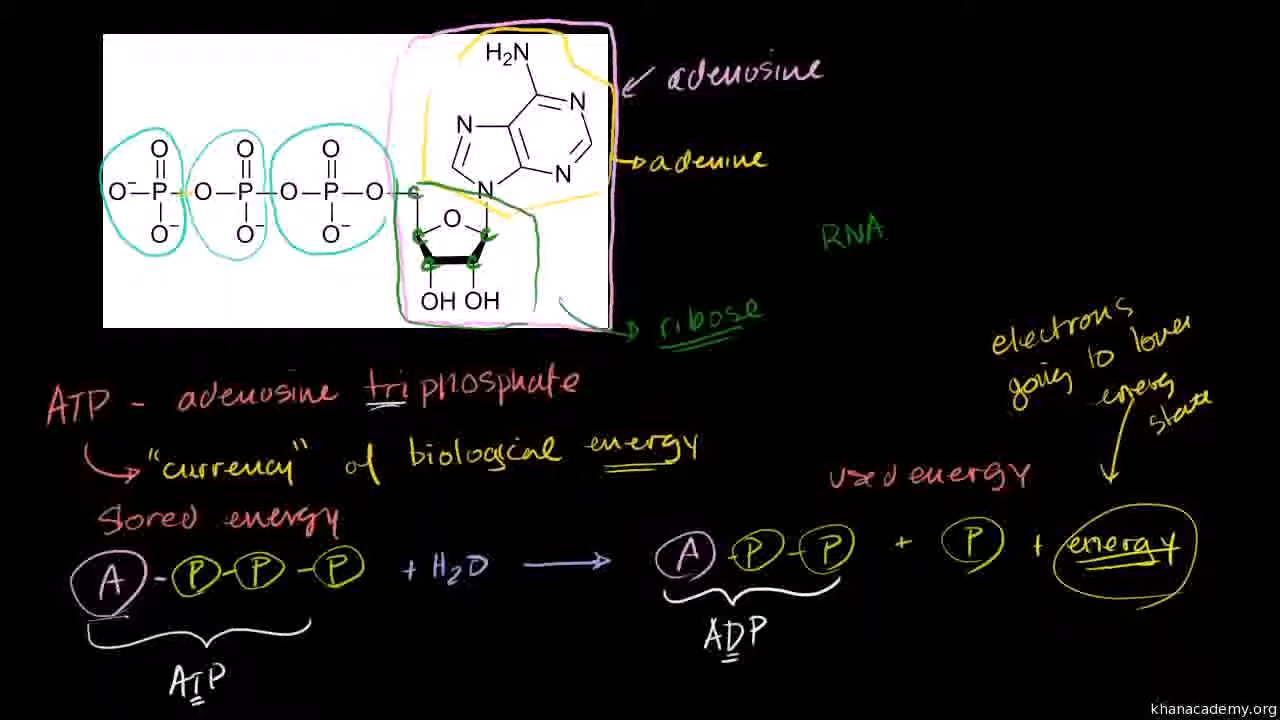 H₂N
N
N
N
N
O O O
O⁻ P O P O P O C
O⁻ O⁻ O⁻
O
C C
C C
OH OH
adenosine
adenine
RNA
ribose
electrons
going to lower
energy
state
ATP - adenosine triphosphate
"currency" of biological energy
stored energy
used energy
A - P - P - P + H₂O → A - P - P + P + energy
ATP
ADP
khanacademy.org